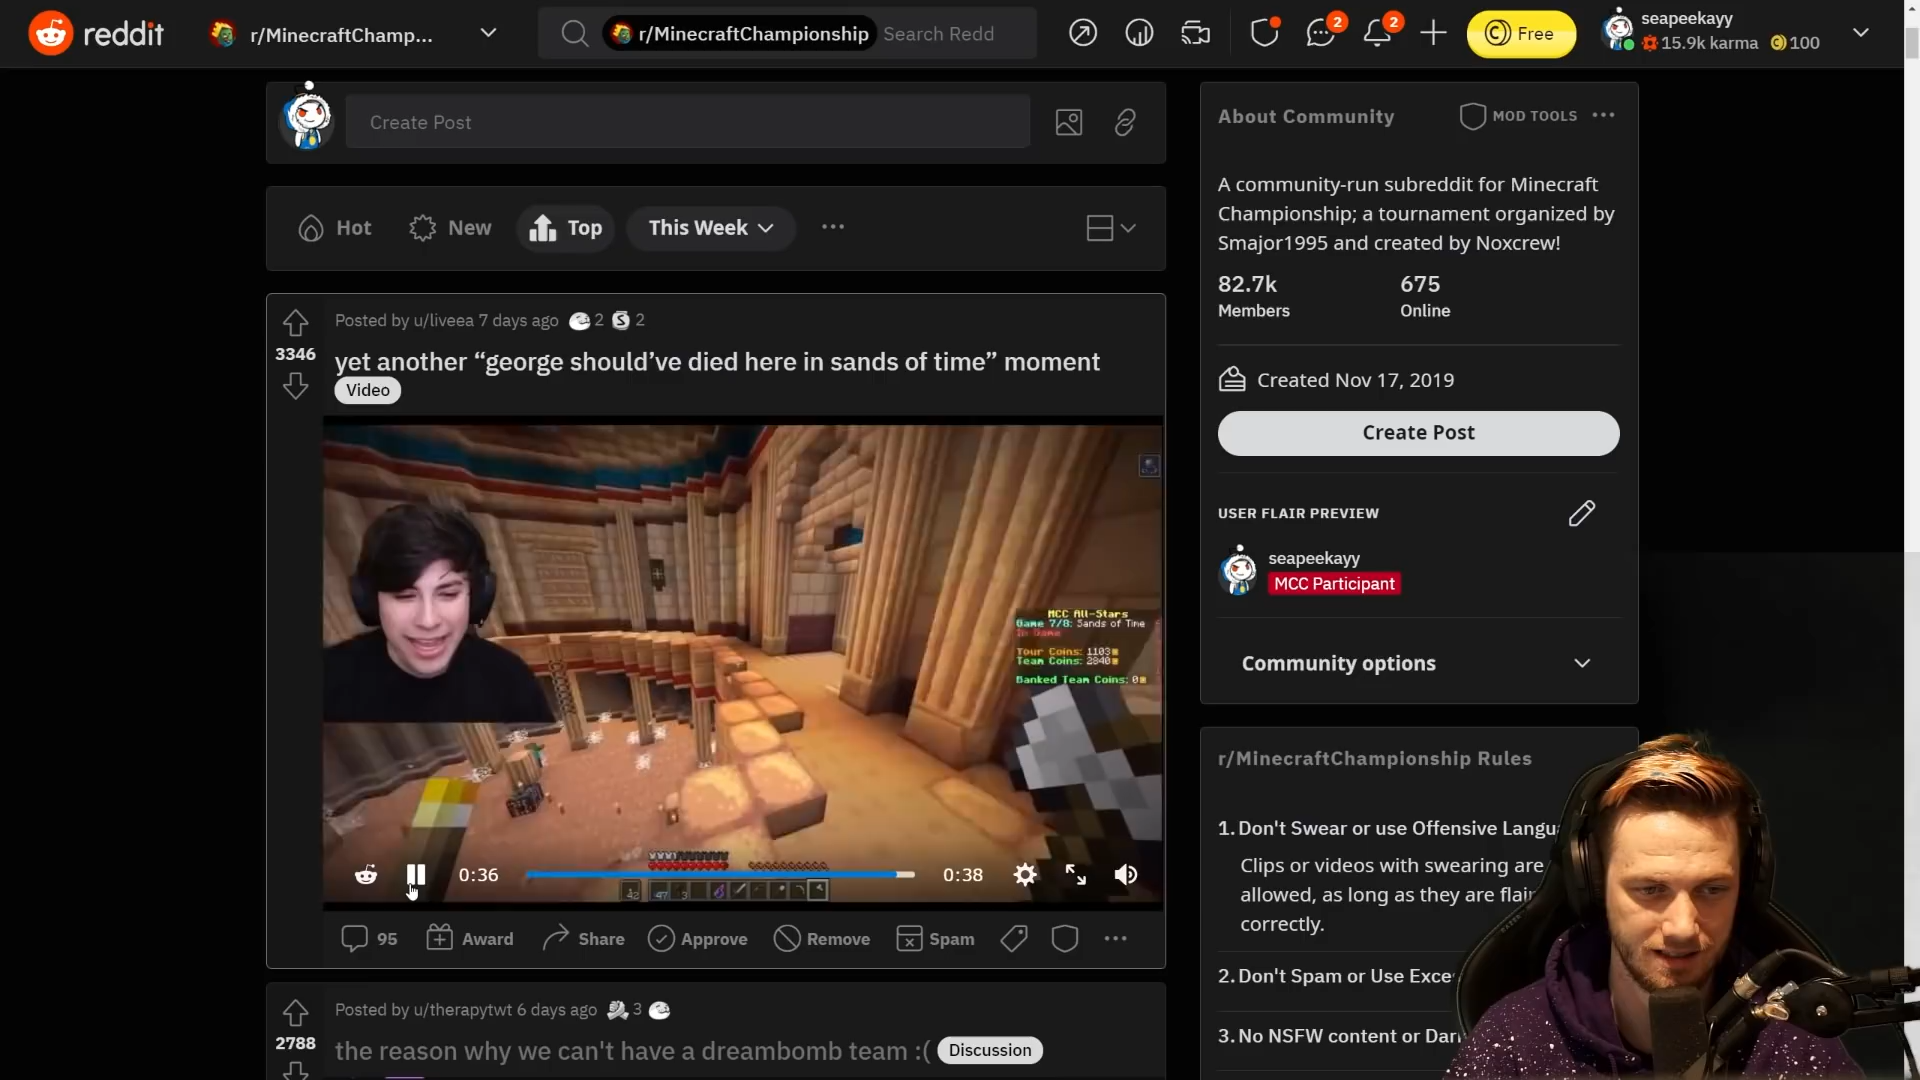 reddit
r/MinecraftChamp...
r/MinecraftChampionship
Search Redd
2
2
Free
seapeekayy
15.9k karma
100
Create Post
Hot
New
Top
This Week
Posted by u/liveea 7 days ago
2
2
3346
yet another “george should’ve died here in sands of time” moment
Video
MCC All-Stars
Game 7/8: Sands of Time
In Game
Your Coins: 1103
Team Coins: 2840
Banked Team Coins: 0
0:36
0:38
95
Award
Share
Approve
Remove
Spam
Posted by u/therapytwt 6 days ago
3
2788
the reason why we can't have a dreambomb team :(
Discussion
About Community
MOD TOOLS
A community-run subreddit for Minecraft
Championship; a tournament organized by
Smajor1995 and created by Noxcrew!
82.7k
675
Members
Online
Created Nov 17, 2019
Create Post
USER FLAIR PREVIEW
seapeekayy
MCC Participant
Community options
r/MinecraftChampionship Rules
1. Don't Swear or use Offensive Langu
Clips or videos with swearing are
allowed, as long as they are flair
correctly.
2. Don't Spam or Use Exce
3. No NSFW content or Dar